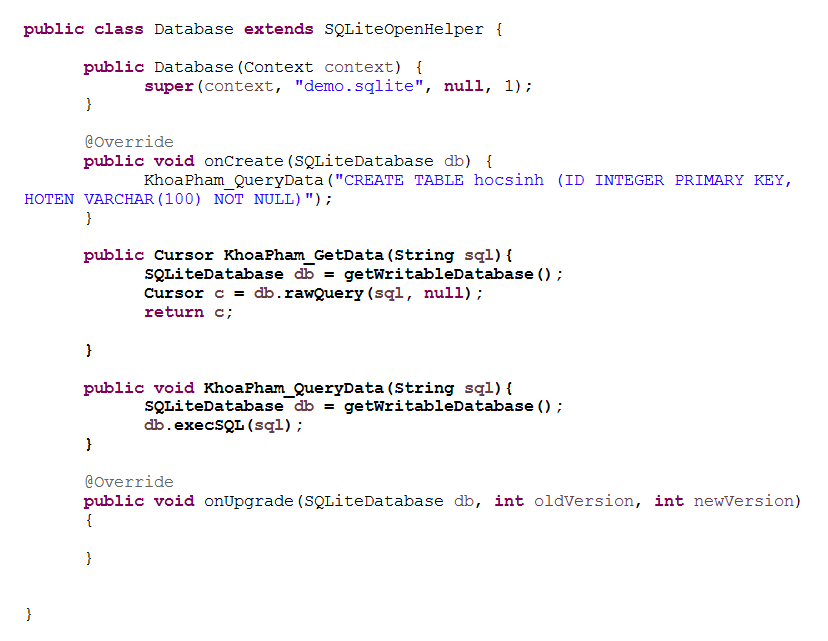 public class Database extends SQLiteOpenHelper {
public Database(Context context) {
super(context, "demo.sqlite", null, 1);
}
@Override
public void onCreate(SQLiteDatabase db) {
KhoaPham_QueryData("CREATE TABLE hocsinh (ID INTEGER PRIMARY KEY,
HOTEN VARCHAR(100) NOT NULL)");
}
public Cursor KhoaPham_GetData(String sql){
SQLiteDatabase db = getWritableDatabase();
Cursor c = db.rawQuery(sql, null);
return c;
}
public void KhoaPham_QueryData(String sql){
SQLiteDatabase db = getWritableDatabase();
db.execSQL(sql);
}
@Override
public void onUpgrade(SQLiteDatabase db, int oldVersion, int newVersion)
{
}
}